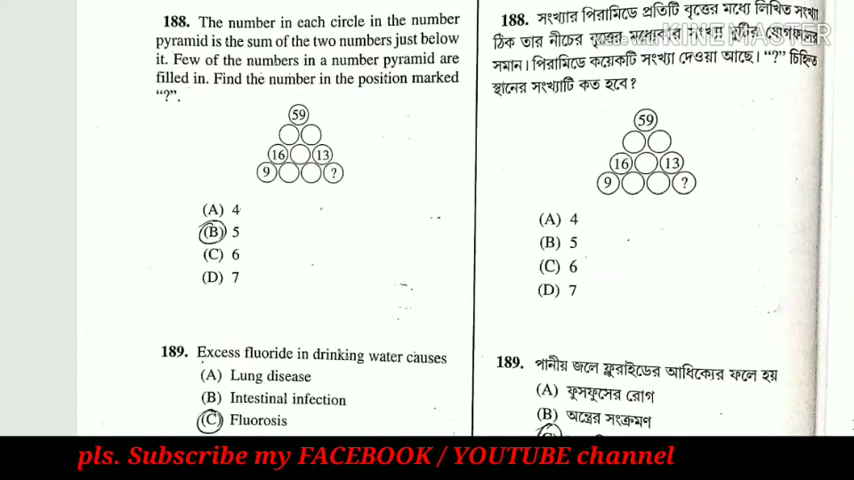 188. The number in each circle in the number
pyramid is the sum of the two numbers just below
it. Few of the numbers in a number pyramid are
filled in. Find the number in the position marked
“?”.
59
16 13
9 ?
(A) 4
(B) 5
(C) 6
(D) 7
189. Excess fluoride in drinking water causes
(A) Lung disease
(B) Intestinal infection
(C) Fluorosis
188. সংখ্যার পিরামিডে প্রতিটি বৃত্তের মধ্যে লিখিত সংখ্যা
ঠিক তার নীচের বৃত্তের মধ্যেকার সংখ্যা দুটির যোগফলের
সমান। পিরামিডে কয়েকটি সংখ্যা দেওয়া আছে। “?” চিহ্নিত
স্থানের সংখ্যাটি কত হবে?
59
16 13
9 ?
(A) 4
(B) 5
(C) 6
(D) 7
189. পানীয় জলে ফ্লুরাইডের আধিক্যের ফলে হয়
(A) ফুসফুসের রোগ
(B) অন্ত্রের সংক্রমণ
KINEMASTER
pls. Subscribe my FACEBOOK / YOUTUBE channel